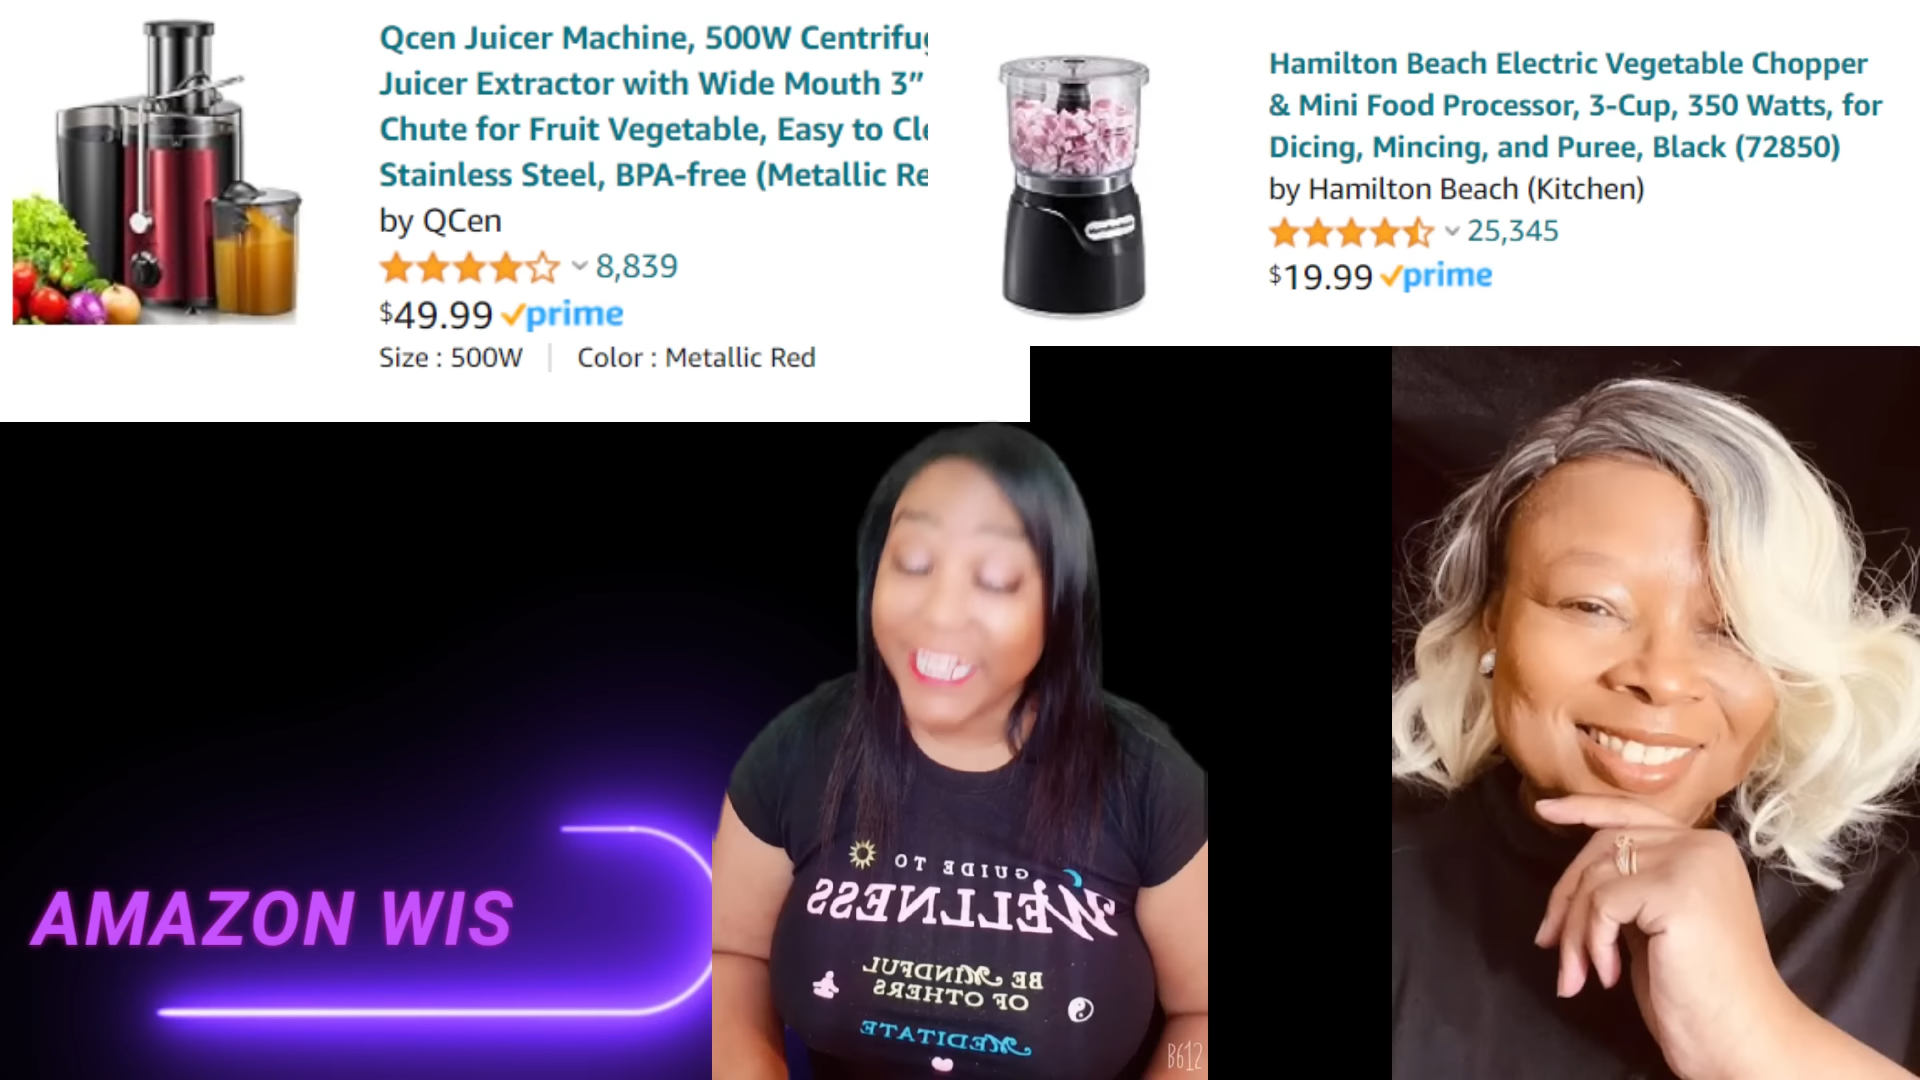 Qcen Juicer Machine, 500W Centrifu
Juicer Extractor with Wide Mouth 3”
Chute for Fruit Vegetable, Easy to Cle
Stainless Steel, BPA-free (Metallic Re
by QCen
8,839
$49.99 prime
Size : 500W | Color : Metallic Red
Hamilton Beach Electric Vegetable Chopper
& Mini Food Processor, 3-Cup, 350 Watts, for
Dicing, Mincing, and Puree, Black (72850)
by Hamilton Beach (Kitchen)
25,345
$19.99 prime
AMAZON WIS
GUIDE TO
WELLNESS
BE MINDFUL
OF OTHERS
MEDITATE
B612